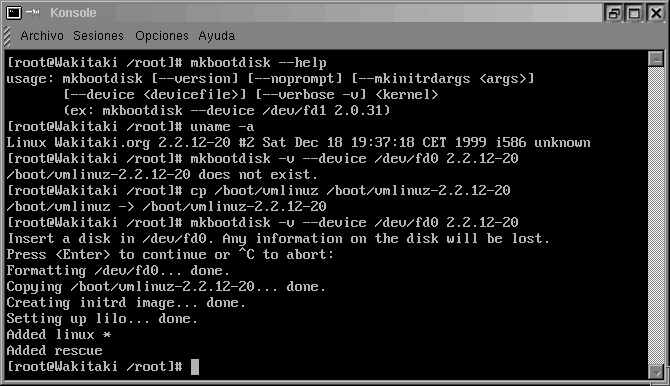 Konsole
Archivo Sesiones Opciones Ayuda
[root@Wakitaki /root]# mkbootdisk --help
usage: mkbootdisk [--version] [--noprompt] [--mkinitrdargs <args>]
[--device <devicefile>] [--verbose -v] <kernel>
(ex: mkbootdisk --device /dev/fd1 2.0.31)
[root@Wakitaki /root]# uname -a
Linux Wakitaki.org 2.2.12-20 #2 Sat Dec 18 19:37:18 CET 1999 i586 unknown
[root@Wakitaki /root]# mkbootdisk -v --device /dev/fd0 2.2.12-20
/boot/vmlinuz-2.2.12-20 does not exist.
[root@Wakitaki /root]# cp /boot/vmlinuz /boot/vmlinuz-2.2.12-20
/boot/vmlinuz -> /boot/vmlinuz-2.2.12-20
[root@Wakitaki /root]# mkbootdisk -v --device /dev/fd0 2.2.12-20
Insert a disk in /dev/fd0. Any information on the disk will be lost.
Press <Enter> to continue or ^C to abort:
Formatting /dev/fd0... done.
Copying /boot/vmlinuz-2.2.12-20... done.
Creating initrd image... done.
Setting up lilo... done.
Added linux *
Added rescue
[root@Wakitaki /root]#